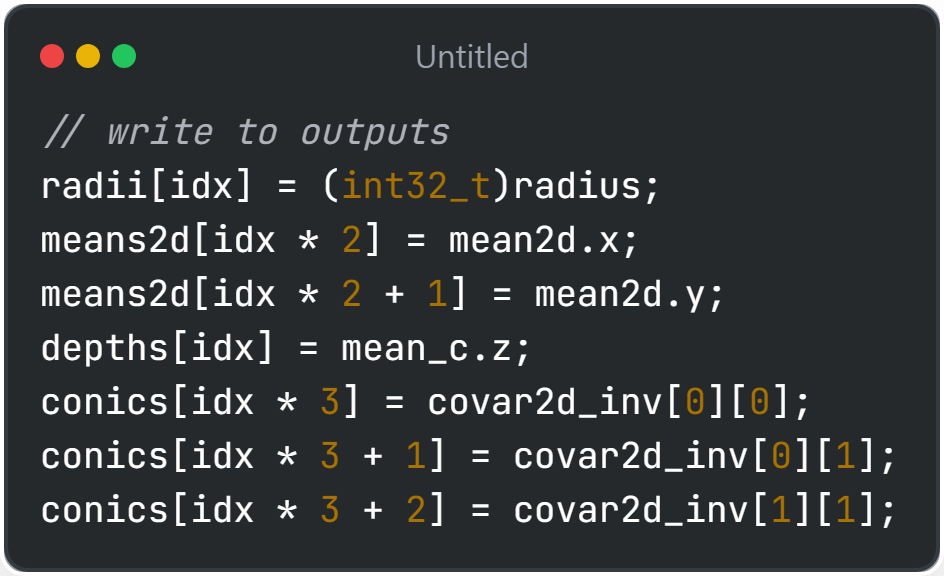 Untitled
// write to outputs
radii[idx] = (int32_t)radius;
means2d[idx * 2] = mean2d.x;
means2d[idx * 2 + 1] = mean2d.y;
depths[idx] = mean_c.z;
conics[idx * 3] = covar2d_inv[0][0];
conics[idx * 3 + 1] = covar2d_inv[0][1];
conics[idx * 3 + 2] = covar2d_inv[1][1];